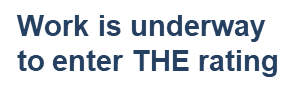 Work is underway
to enter THE rating